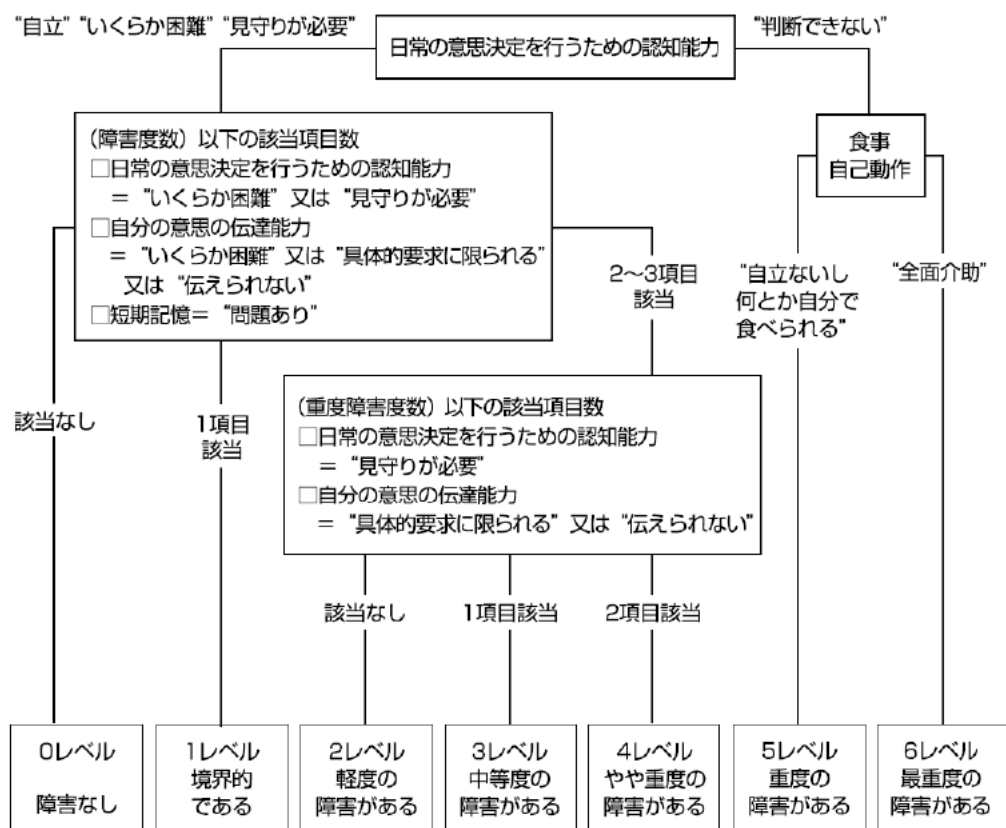 “自立” “いくらか困難” “見守りが必要”
日常の意思決定を行うための認知能力
“判断できない”
（障害度数）以下の該当項目数
□日常の意思決定を行うための認知能力
＝ “いくらか困難” 又は “見守りが必要”
□自分の意思の伝達能力
＝ “いくらか困難” 又は “具体的要求に限られる”
又は “伝えられない”
□短期記憶＝ “問題あり”
食事
自己動作
2～3項目
該当
“自立ないし
何とか自分で
食べられる”
“全面介助”
該当なし
1項目
該当
（重度障害度数）以下の該当項目数
□日常の意思決定を行うための認知能力
＝ “見守りが必要”
□自分の意思の伝達能力
＝ “具体的要求に限られる” 又は “伝えられない”
該当なし
1項目該当
2項目該当
0レベル
障害なし
1レベル
境界的
である
2レベル
軽度の
障害がある
3レベル
中等度の
障害がある
4レベル
やや重度の
障害がある
5レベル
重度の
障害がある
6レベル
最重度の
障害がある